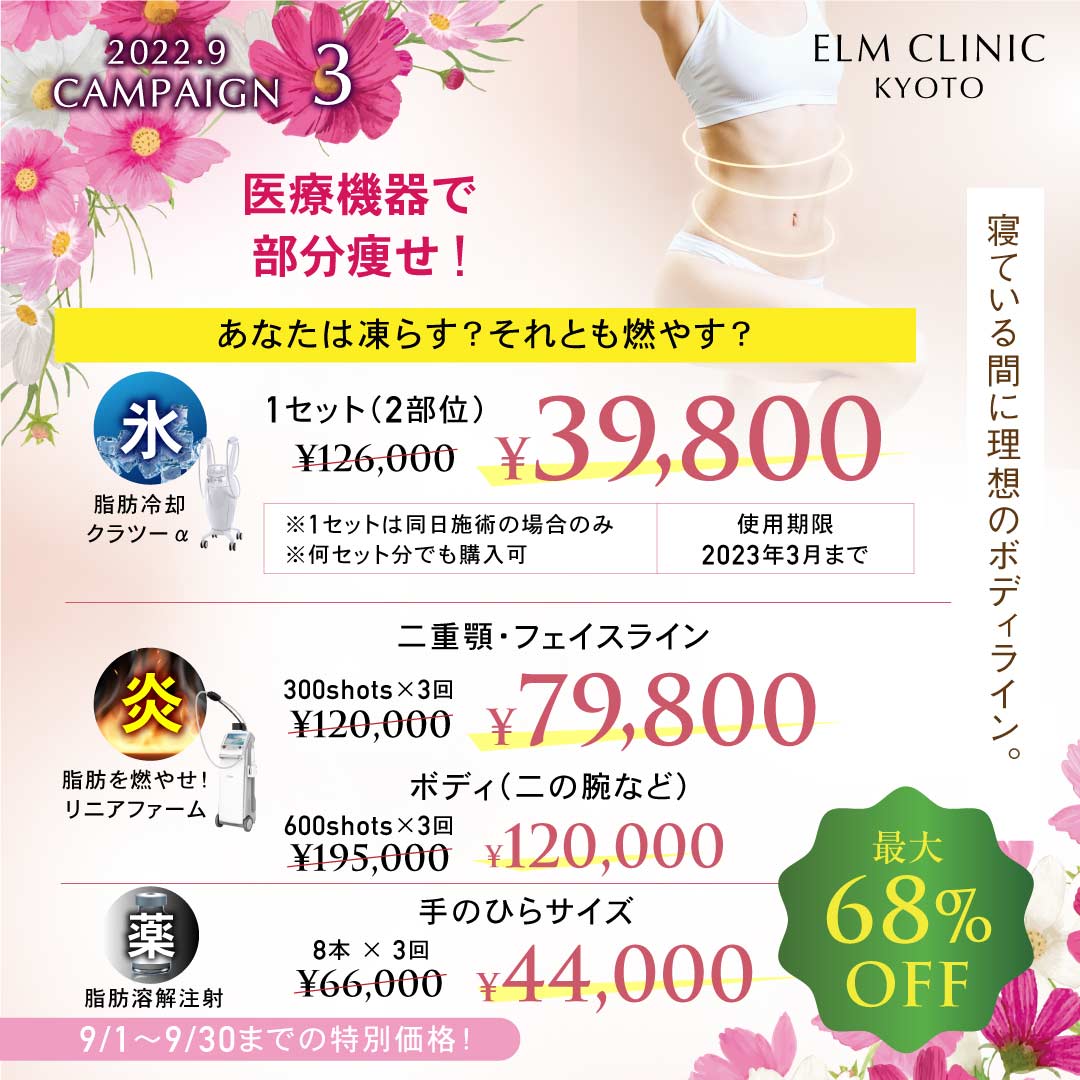 2022.9
CAMPAIGN 3
ELM CLINIC
KYOTO
医療機器で
部分痩せ！
寝ている間に理想のボディライン。
あなたは凍らす？それとも燃やす？
氷
脂肪冷却
クラツーα
1セット（2部位）
¥126,000
¥39,800
※1セットは同日施術の場合のみ
※何セット分でも購入可
使用期限
2023年3月まで
炎
脂肪を燃やせ！
リニアファーム
二重顎・フェイスライン
300shots×3回
¥120,000
¥79,800
ボディ（二の腕など）
600shots×3回
¥195,000
¥120,000
薬
脂肪溶解注射
手のひらサイズ
8本 × 3回
¥66,000
¥44,000
最大
68%
OFF
9/1～9/30までの特別価格！